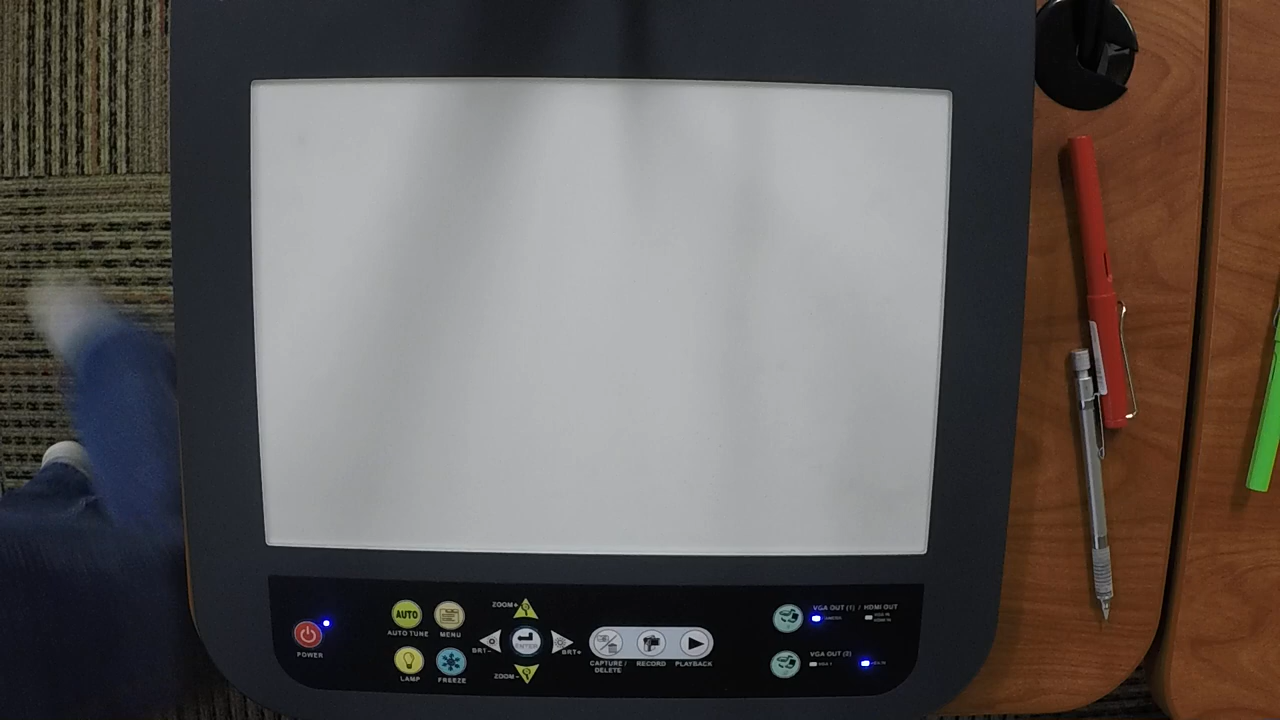 POWER
AUTO
AUTO TUNE
MENU
LAMP
FREEZE
ZOOM+
BRT-
ENTER
BRT+
ZOOM-
CAPTURE /
DELETE
RECORD
PLAYBACK
VGA OUT (1) / HDMI OUT
VGA OUT (2)